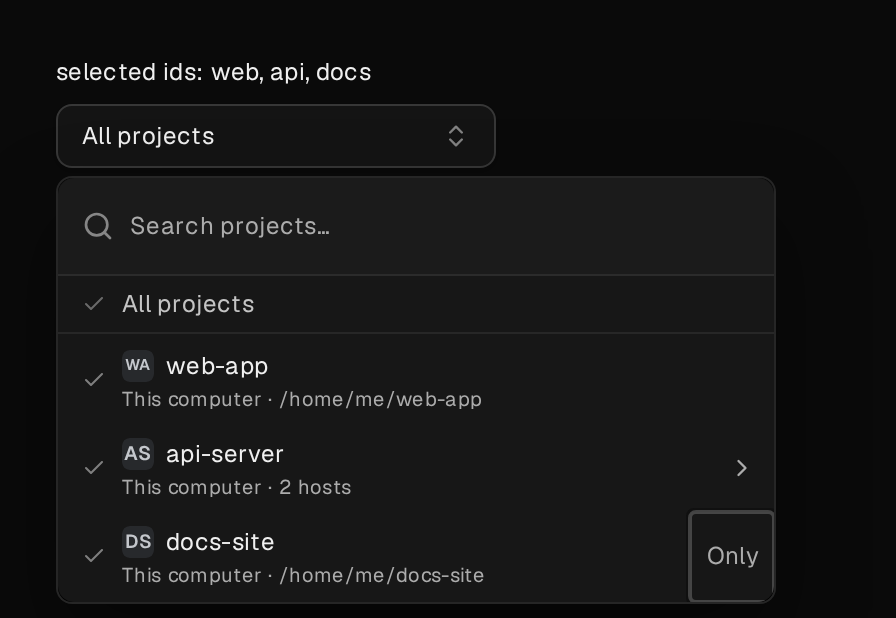 selected ids: web, api, docs
All projects
Search projects…
All projects
WA web-app
This computer · /home/me/web-app
AS api-server
This computer · 2 hosts
DS docs-site
This computer · /home/me/docs-site
Only